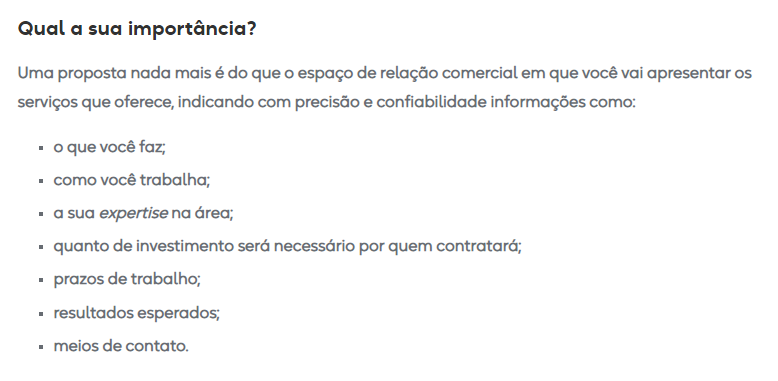 Qual a sua importância?
Uma proposta nada mais é do que o espaço de relação comercial em que você vai apresentar os
serviços que oferece, indicando com precisão e confiabilidade informações como:
▪ o que você faz;
▪ como você trabalha;
▪ a sua expertise na área;
▪ quanto de investimento será necessário por quem contratará;
▪ prazos de trabalho;
▪ resultados esperados;
▪ meios de contato.